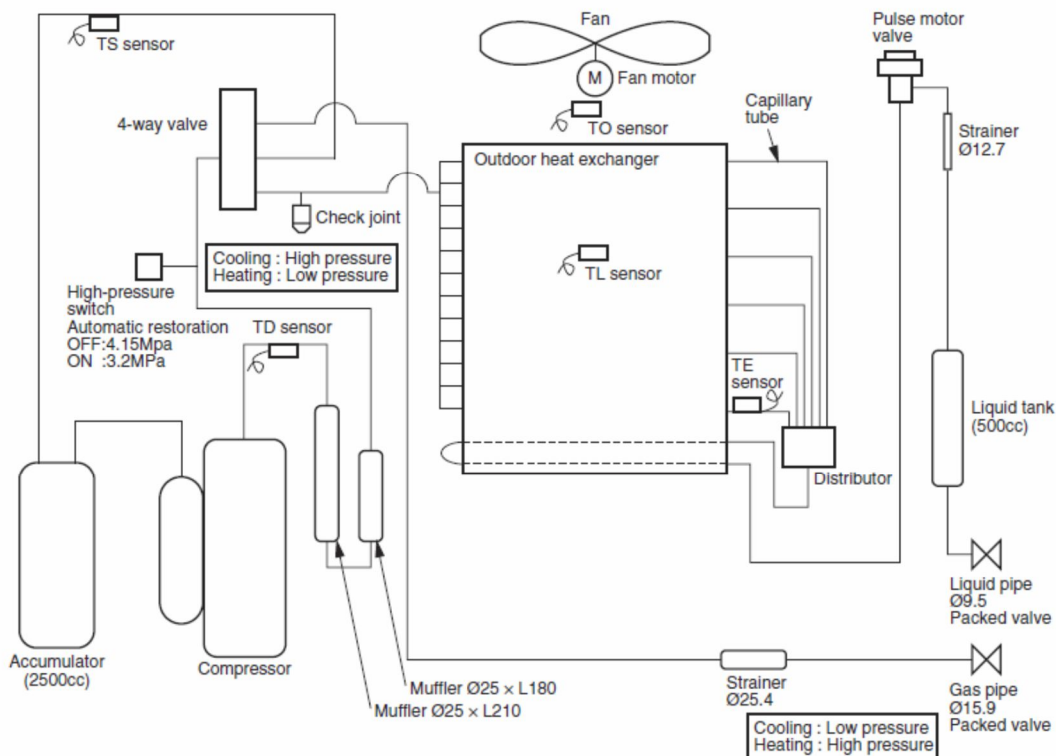 Fan
Pulse motor
valve
TS sensor
M
Fan motor
4-way valve
TO sensor
Capillary
tube
Strainer
Ø12.7
Outdoor heat exchanger
Check joint
Cooling : High pressure
Heating : Low pressure
TL sensor
High-pressure
switch
Automatic restoration
OFF:4.15Mpa
ON :3.2MPa
TD sensor
TE
sensor
Liquid tank
(500cc)
Distributor
Liquid pipe
Ø9.5
Packed valve
Accumulator
(2500cc)
Compressor
Muffler Ø25 × L180
Muffler Ø25 × L210
Strainer
Ø25.4
Gas pipe
Ø15.9
Packed valve
Cooling : Low pressure
Heating : High pressure